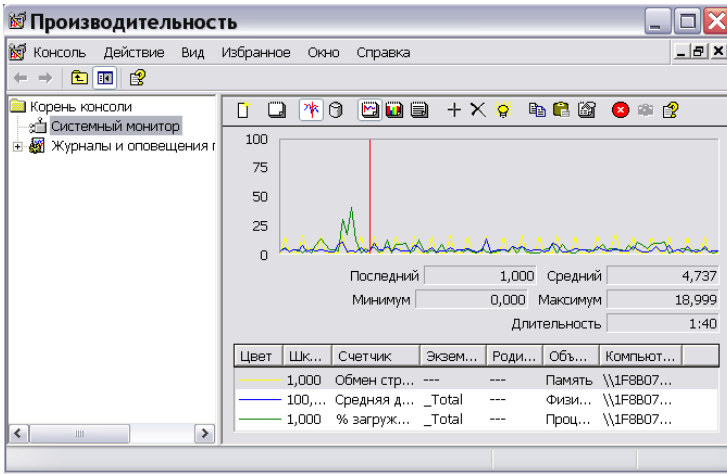 Производительность
Консоль Действие Вид Избранное Окно Справка
Корень консоли
Системный монитор
Журналы и оповещения г
100
75
50
25
0
Последний 1,000 Средний 4,737
Минимум 0,000 Максимум 18,999
Длительность 1:40
Цвет Шк... Счетчик Экзем... Роди... Объ... Компьют...
1,000 Обмен стр... --- --- Память \\1F8B07...
100,... Средняя д... _Total --- Физи... \\1F8B07...
1,000 % загруж... _Total --- Проц... \\1F8B07...